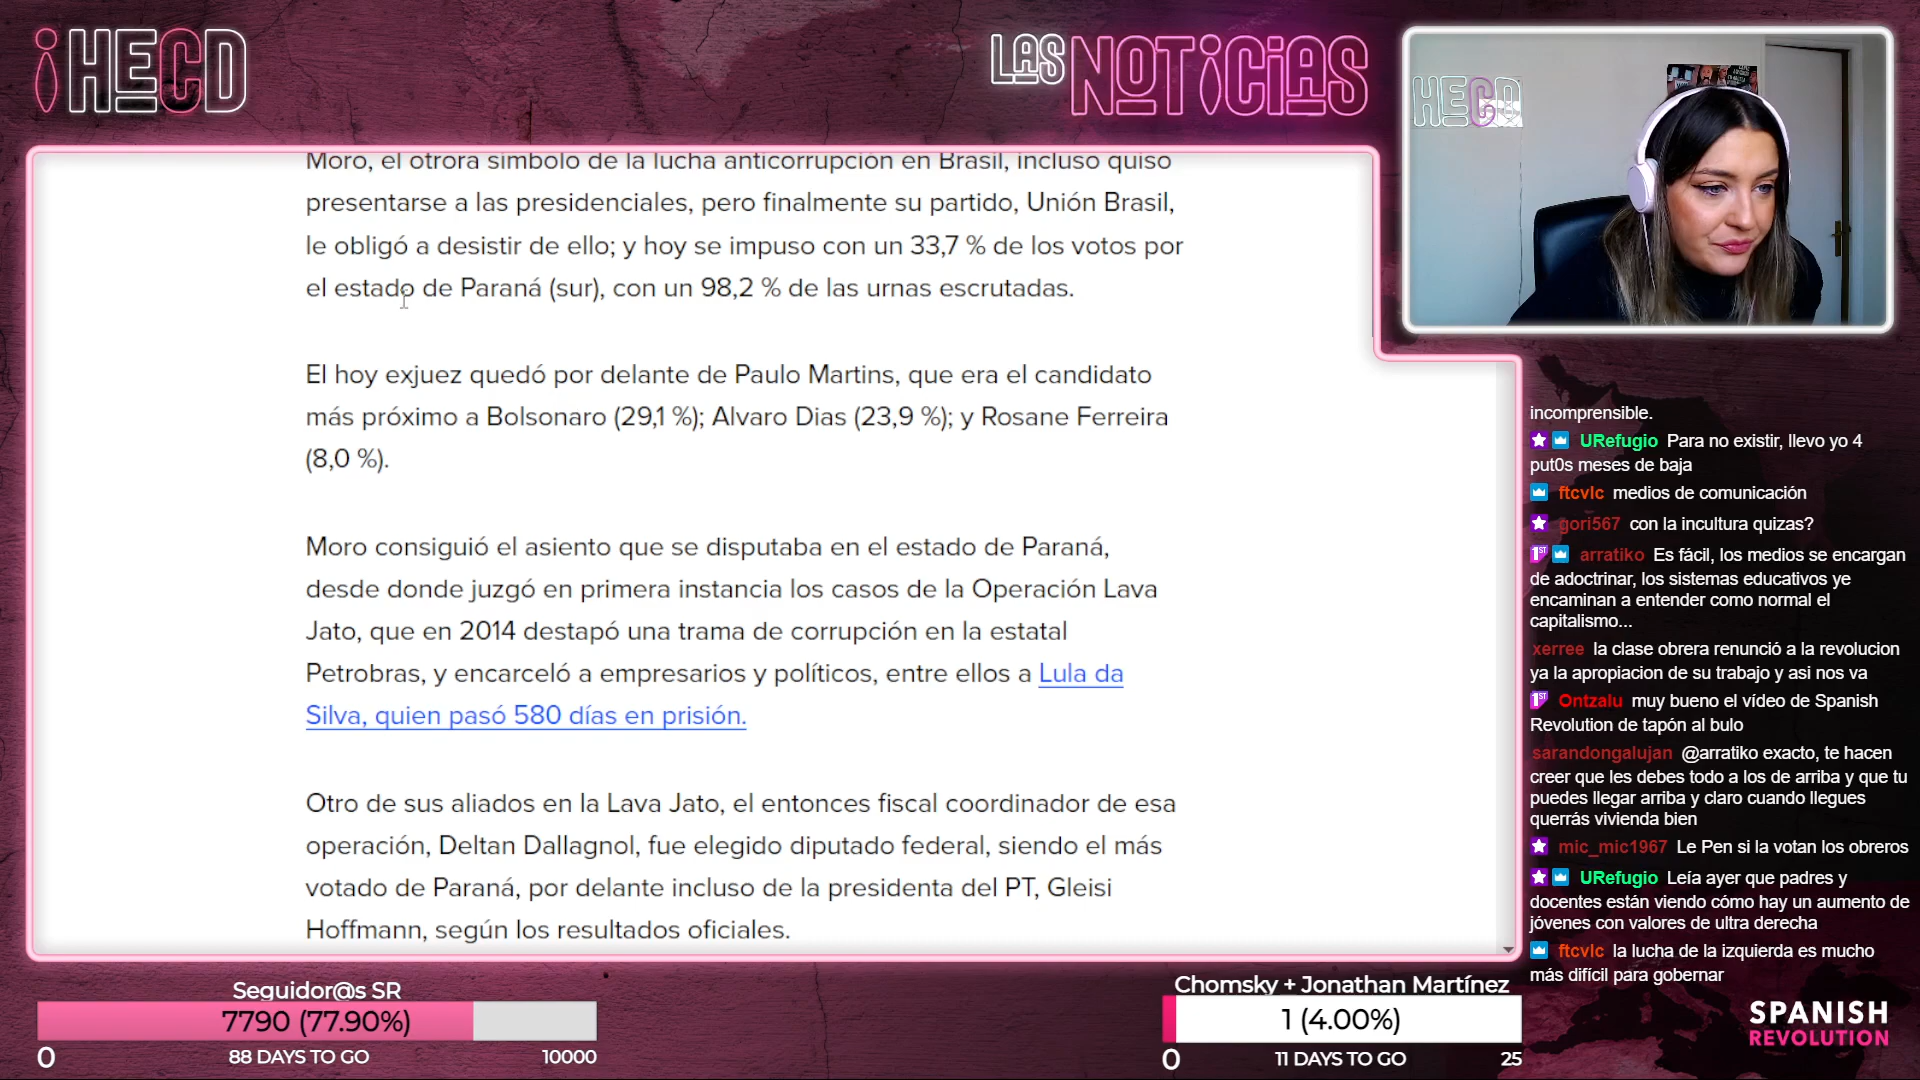 ¡HECD
LAS NOTICIAS
HECD
Moro, el otrora símbolo de la lucha anticorrupción en Brasil, incluso quiso
presentarse a las presidenciales, pero finalmente su partido, Unión Brasil,
le obligó a desistir de ello; y hoy se impuso con un 33,7 % de los votos por
el estado de Paraná (sur), con un 98,2 % de las urnas escrutadas.
El hoy exjuez quedó por delante de Paulo Martins, que era el candidato
más próximo a Bolsonaro (29,1 %); Alvaro Dias (23,9 %); y Rosane Ferreira
(8,0 %).
Moro consiguió el asiento que se disputaba en el estado de Paraná,
desde donde juzgó en primera instancia los casos de la Operación Lava
Jato, que en 2014 destapó una trama de corrupción en la estatal
Petrobras, y encarceló a empresarios y políticos, entre ellos a Lula da
Silva, quien pasó 580 días en prisión.
Otro de sus aliados en la Lava Jato, el entonces fiscal coordinador de esa
operación, Deltan Dallagnol, fue elegido diputado federal, siendo el más
votado de Paraná, por delante incluso de la presidenta del PT, Gleisi
Hoffmann, según los resultados oficiales.
incomprensible.
URefugio Para no existir, llevo yo 4
put0s meses de baja
ftcvlc medios de comunicación
gori567 con la incultura quizas?
1ST arratiko Es fácil, los medios se encargan
de adoctrinar, los sistemas educativos ye
encaminan a entender como normal el
capitalismo...
xerree la clase obrera renunció a la revolucion
ya la apropiacion de su trabajo y asi nos va
1ST Ontzalu muy bueno el vídeo de Spanish
Revolution de tapón al bulo
sarandongalujan @arratiko exacto, te hacen
creer que les debes todo a los de arriba y que tu
puedes llegar arriba y claro cuando llegues
querrás vivienda bien
mic_mic1967 Le Pen si la votan los obreros
URefugio Leía ayer que padres y
docentes están viendo cómo hay un aumento de
jóvenes con valores de ultra derecha
ftcvlc la lucha de la izquierda es mucho
más difícil para gobernar
Seguidor@s SR
7790 (77.90%)
0 88 DAYS TO GO 10000
Chomsky + Jonathan Martínez
1 (4.00%)
0 11 DAYS TO GO 25
SPANISH
REVOLUTION